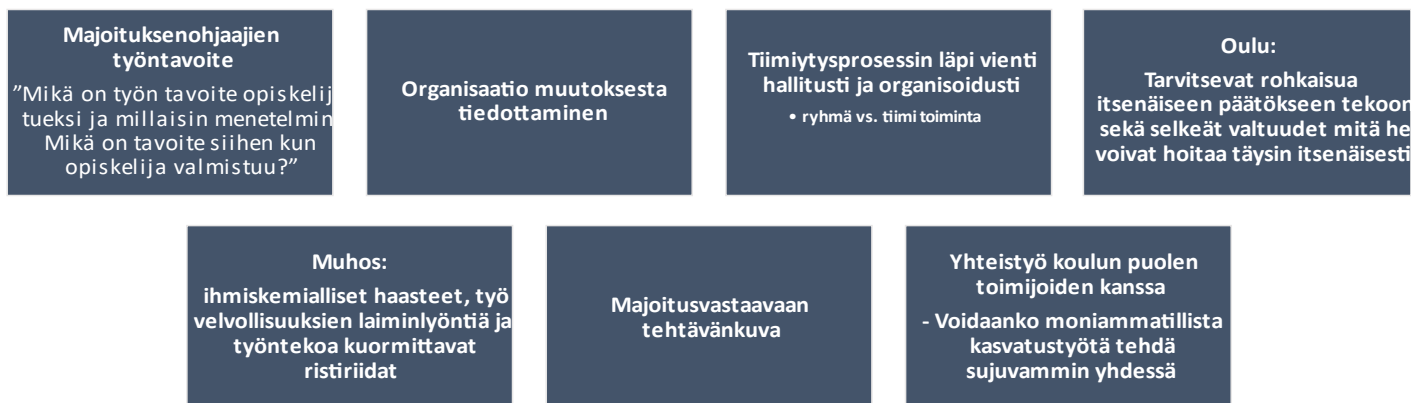 Majoituksenohjaajien
työntavoite
"Mikä on työn tavoite opiskelij
tueksi ja millaisin menetelmin
Mikä on tavoite siihen kun
opiskelija valmistuu?"
Organisaatio muutoksesta
tiedottaminen
Tiimiytysprosessin läpi vienti
hallitusti ja organisoidusti
• ryhmä vs. tiimi toiminta
Oulu:
Tarvitsevat rohkaisua
itsenäiseen päätökseen tekoon
sekä selkeät valtuudet mitä he
voivat hoitaa täysin itsenäisesti
Muhos:
ihmiskemialliset haasteet, työ
velvollisuuksien laiminlyöntiä ja
työntekoa kuormittavat
ristiriidat
Majoitusvastaavaan
tehtävänkuva
Yhteistyö koulun puolen
toimijoiden kanssa
- Voidaanko moniammatillista
kasvatustyötä tehdä
sujuvammin yhdessä